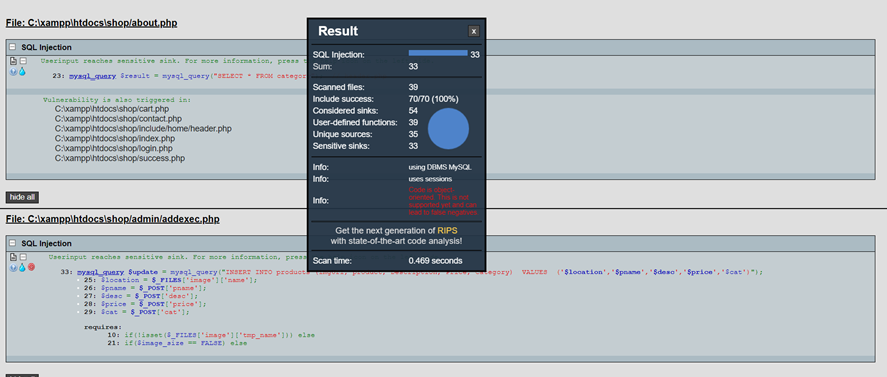 File: C:\xampp\htdocs\shop/about.php
SQL Injection
Userinput reaches sensitive sink. For more information, press t
23: mysql_query $result = mysql_query("SELECT * FROM categor
Vulnerability is also triggered in:
C:\xampp\htdocs\shop/cart.php
C:\xampp\htdocs\shop/contact.php
C:\xampp\htdocs\shop/include/home/header.php
C:\xampp\htdocs\shop/index.php
C:\xampp\htdocs\shop/login.php
C:\xampp\htdocs\shop/success.php
hide all
File: C:\xampp\htdocs\shop/admin/addexec.php
SQL Injection
Userinput reaches sensitive sink. For more information, press
33: mysql_query $update = mysql_query("INSERT INTO products category) VALUES ('$location','$pname','$desc','$price','$cat')");
25: $location = $_FILES['image']['name'];
26: $pname = $_POST['pname'];
27: $desc = $_POST['desc'];
28: $price = $_POST['price'];
29: $cat = $_POST['cat'];
requires:
10: if(!isset($_FILES['image']['tmp_name'])) else
21: if($image_size == FALSE) else
Result
x
SQL Injection: 33
Sum: 33
Scanned files: 39
Include success: 70/70 (100%)
Considered sinks: 54
User-defined functions: 39
Unique sources: 35
Sensitive sinks: 33
Info: using DBMS MySQL
Info: uses sessions
Info: Code is object-
oriented. This is not
supported yet and can
lead to false negatives.
Get the next generation of RIPS
with state-of-the-art code analysis!
Scan time: 0.469 seconds